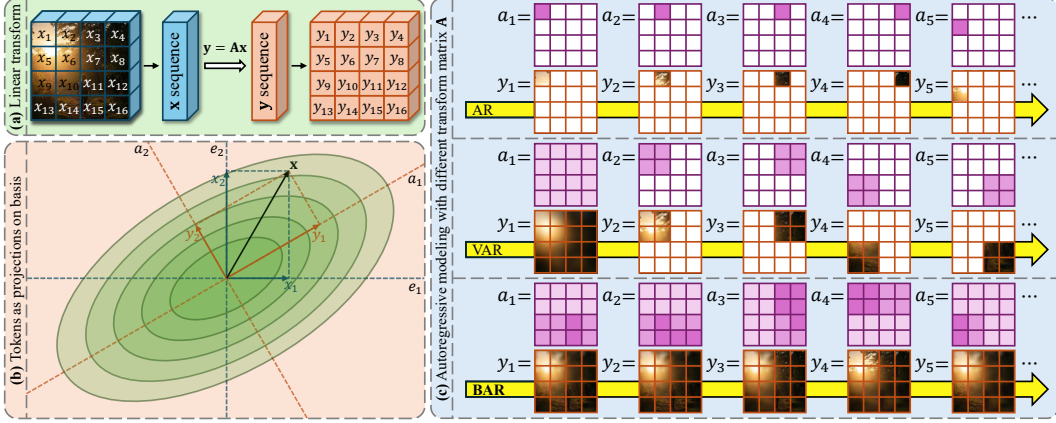 (a) Linear transform
x1 x2 x3 x4
x5 x6 x7 x8
x9 x10 x11 x12
x13 x14 x15 x16
x sequence
y = Ax
y sequence
y1 y2 y3 y4
y5 y6 y7 y8
y9 y10 y11 y12
y13 y14 y15 y16
(b) Tokens as projections on basis
a2 e2 x a1
x2
y2 y1
x1 e1
(c) Autoregressive modeling with different transform matrix A
a1= a2= a3= a4= a5= ...
y1= y2= y3= y4= y5=
AR
a1= a2= a3= a4= a5= ...
y1= y2= y3= y4= y5=
VAR
a1= a2= a3= a4= a5= ...
y1= y2= y3= y4= y5=
BAR